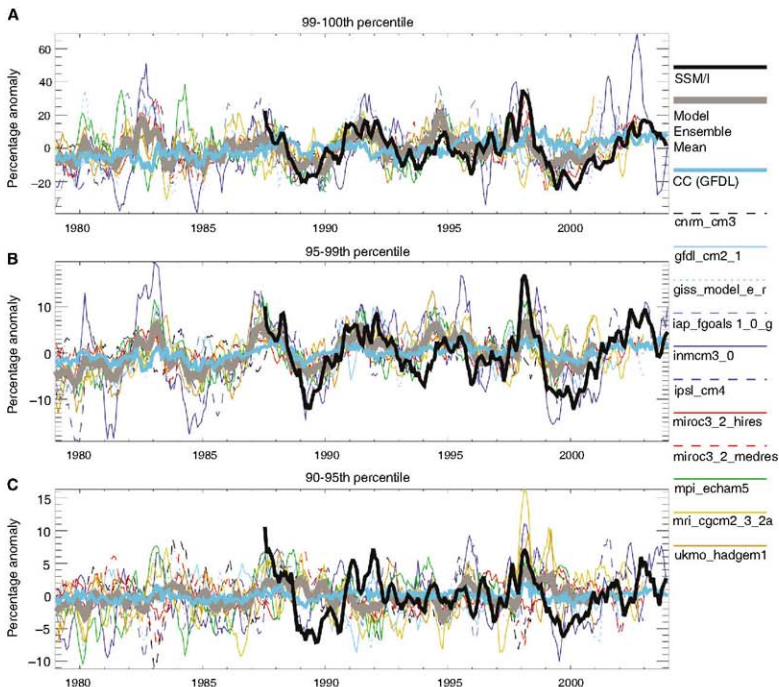 A
99-100th percentile
Percentage anomaly
60
40
20
0
-20
1980
1985
1990
1995
2000
B
95-99th percentile
Percentage anomaly
10
0
-10
1980
1985
1990
1995
2000
C
90-95th percentile
Percentage anomaly
15
10
5
0
-5
-10
1980
1985
1990
1995
2000
SSM/I
Model
Ensemble
Mean
CC (GFDL)
cnrm_cm3
gfdl_cm2_1
giss_model_e_r
iap_fgoals 1_0_g
inmcm3_0
ipsl_cm4
miroc3_2_hires
miroc3_2_medres
mpi_echam5
mri_cgcm2_3_2a
ukmo_hadgem1